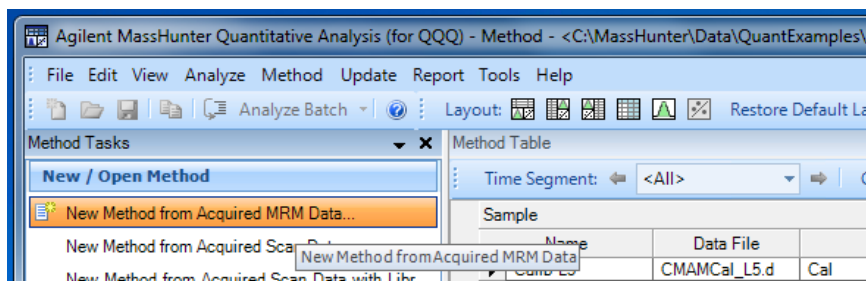 Agilent MassHunter Quantitative Analysis (for QQQ) - Method - <C:\MassHunter\Data\QuantExamples\
File Edit View Analyze Method Update Report Tools Help
Analyze Batch Layout: Restore Default La
Method Tasks
Method Table
New / Open Method
Time Segment: <All>
New Method from Acquired MRM Data...
Sample
New Method from Acquired Scan
New Method from Acquired MRM Data
Name Data File
New Method from Acquired Scan Data with Libr
CMAMCal_L5.d Cal